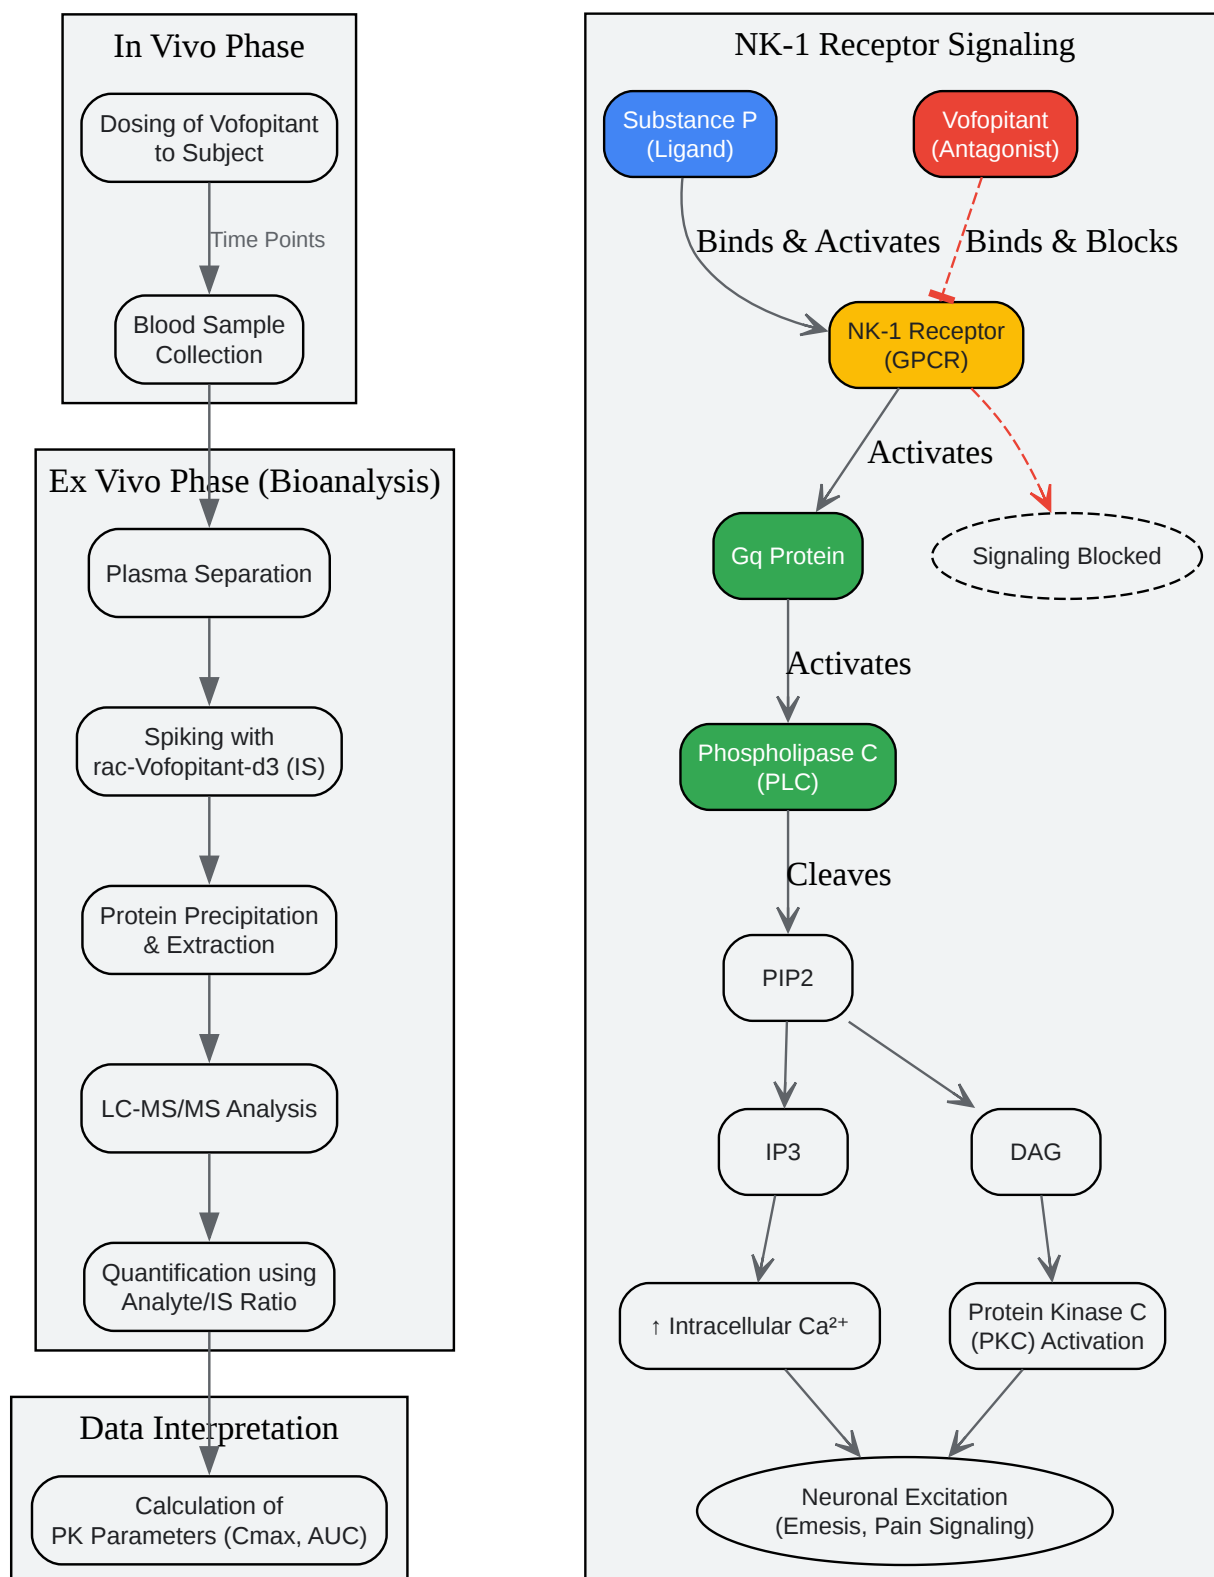 In Vivo Phase
Dosing of Vofopitant
to Subject
Time Points
Blood Sample
Collection
Ex Vivo Phase (Bioanalysis)
Plasma Separation
Spiking with
rac-Vofopitant-d3 (IS)
Protein Precipitation
& Extraction
LC-MS/MS Analysis
Quantification using
Analyte/IS Ratio
Data Interpretation
Calculation of
PK Parameters (Cmax, AUC)
NK-1 Receptor Signaling
Substance P
(Ligand)
Vofopitant
(Antagonist)
Binds & Activates
Binds & Blocks
NK-1 Receptor
(GPCR)
Activates
Gq Protein
Signaling Blocked
Activates
Phospholipase C
(PLC)
Cleaves
PIP2
IP3
DAG
↑ Intracellular Ca²⁺
Protein Kinase C
(PKC) Activation
Neuronal Excitation
(Emesis, Pain Signaling)